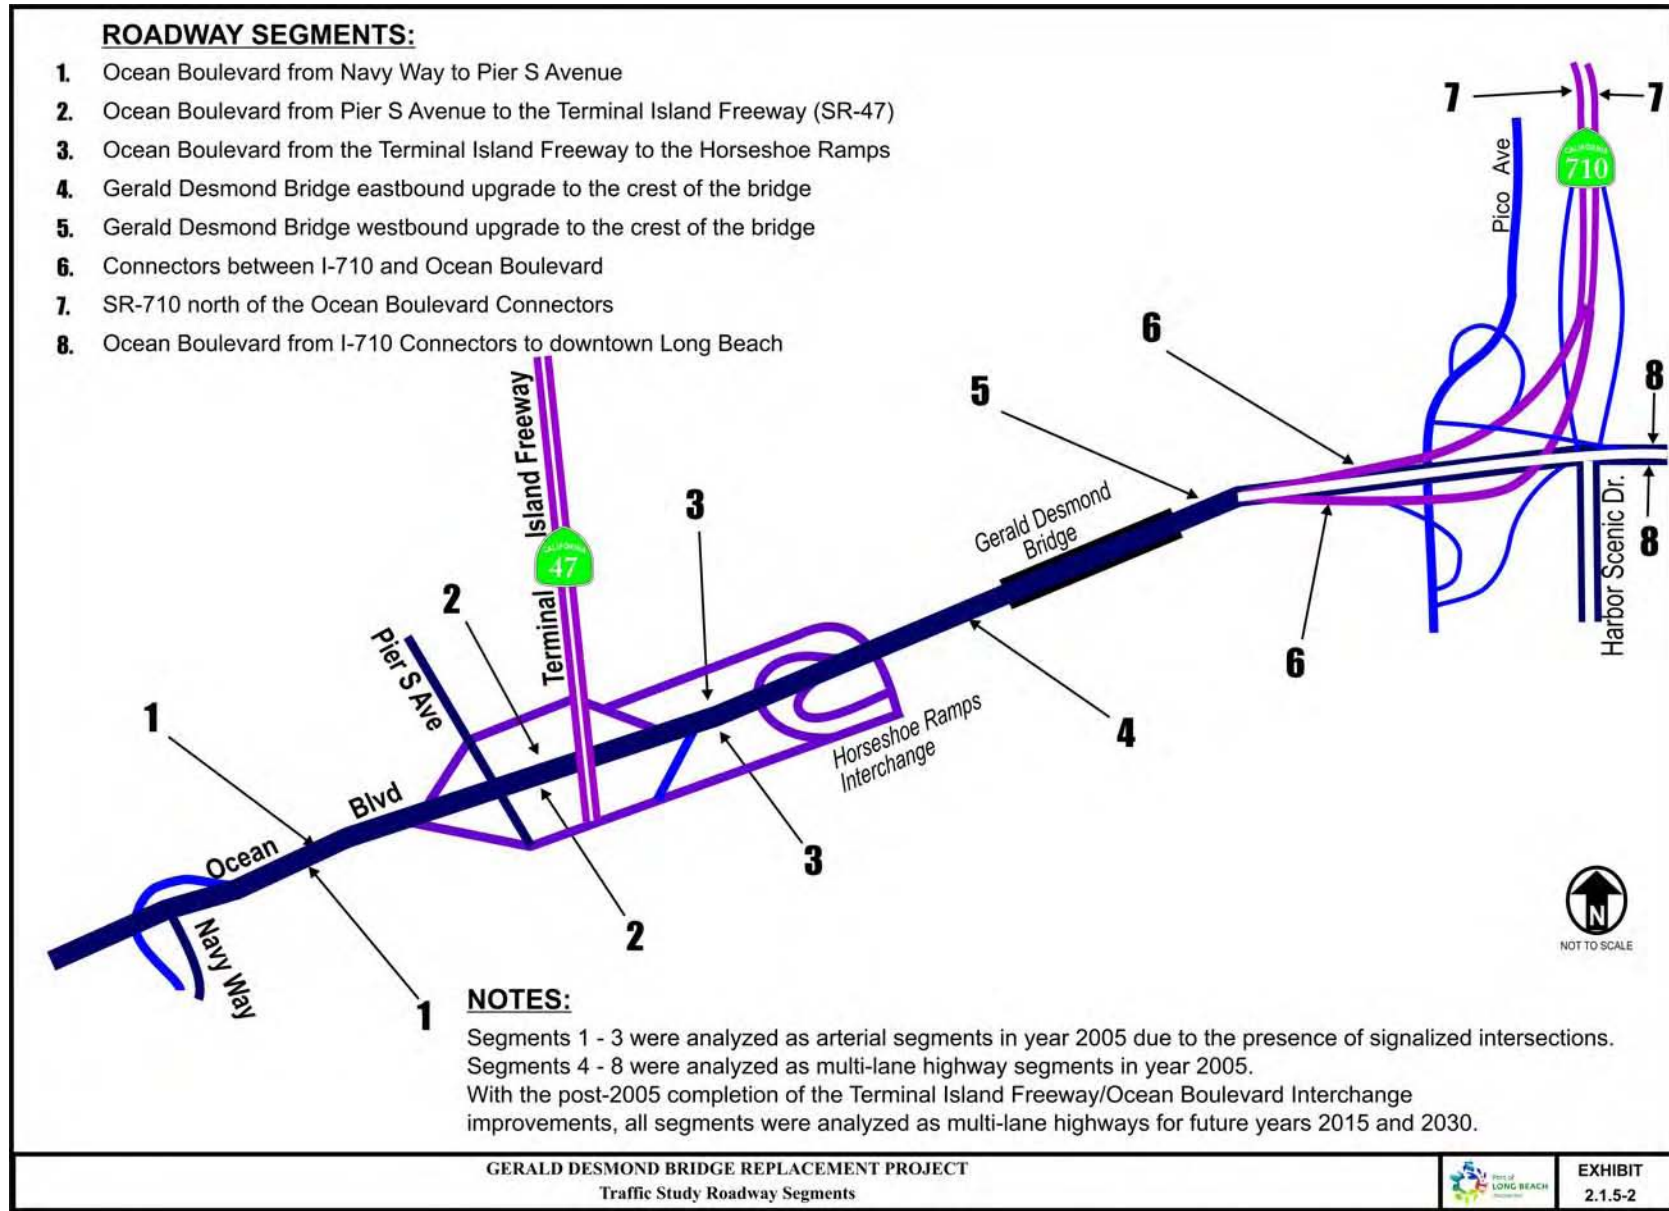 ROADWAY SEGMENTS:
1. Ocean Boulevard from Navy Way to Pier S Avenue
2. Ocean Boulevard from Pier S Avenue to the Terminal Island Freeway (SR-47)
3. Ocean Boulevard from the Terminal Island Freeway to the Horseshoe Ramps
4. Gerald Desmond Bridge eastbound upgrade to the crest of the bridge
5. Gerald Desmond Bridge westbound upgrade to the crest of the bridge
6. Connectors between I-710 and Ocean Boulevard
7. SR-710 north of the Ocean Boulevard Connectors
8. Ocean Boulevard from I-710 Connectors to downtown Long Beach
7
7
Pico Ave
CALIFORNIA
710
6
5
8
8
Harbor Scenic Dr.
6
Gerald Desmond
Bridge
4
Terminal Island Freeway
CALIFORNIA
47
3
2
Pier S Ave
1
Horseshoe Ramps
Interchange
3
2
Ocean Blvd
Navy Way
1
N
NOT TO SCALE
NOTES:
Segments 1 - 3 were analyzed as arterial segments in year 2005 due to the presence of signalized intersections.
Segments 4 - 8 were analyzed as multi-lane highway segments in year 2005.
With the post-2005 completion of the Terminal Island Freeway/Ocean Boulevard Interchange
improvements, all segments were analyzed as multi-lane highways for future years 2015 and 2030.
GERALD DESMOND BRIDGE REPLACEMENT PROJECT
Traffic Study Roadway Segments
Port of
LONG BEACH
EXHIBIT
2.1.5-2